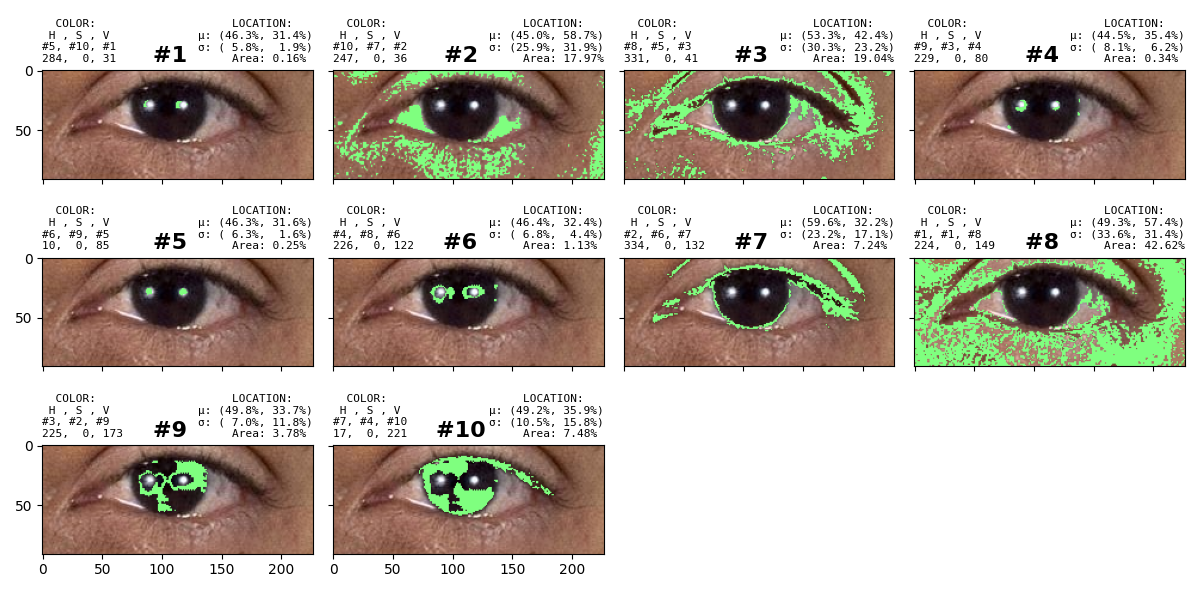 COLOR: LOCATION:
H , S , V μ: (46.3%, 31.4%)
#5, #10, #1 #1 σ: ( 5.8%, 1.9%)
284, 0, 31 Area: 0.16%
COLOR: LOCATION:
H , S , V μ: (45.0%, 58.7%)
#10, #7, #2 #2 σ: (25.9%, 31.9%)
247, 0, 36 Area: 17.97%
COLOR: LOCATION:
H , S , V μ: (53.3%, 42.4%)
#8, #5, #3 #3 σ: (30.3%, 23.2%)
331, 0, 41 Area: 19.04%
COLOR: LOCATION:
H , S , V μ: (44.5%, 35.4%)
#9, #3, #4 #4 σ: ( 8.1%, 6.2%)
229, 0, 80 Area: 0.34%
0
50
COLOR: LOCATION:
H , S , V μ: (46.3%, 31.6%)
#6, #9, #5 #5 σ: ( 6.3%, 1.6%)
10, 0, 85 Area: 0.25%
COLOR: LOCATION:
H , S , V μ: (46.4%, 32.4%)
#4, #8, #6 #6 σ: ( 6.8%, 4.4%)
226, 0, 122 Area: 1.13%
COLOR: LOCATION:
H , S , V μ: (59.6%, 32.2%)
#2, #6, #7 #7 σ: (23.2%, 17.1%)
334, 0, 132 Area: 7.24%
COLOR: LOCATION:
H , S , V μ: (49.3%, 57.4%)
#1, #1, #8 #8 σ: (33.6%, 31.4%)
224, 0, 149 Area: 42.62%
0
50
COLOR: LOCATION:
H , S , V μ: (49.8%, 33.7%)
#3, #2, #9 #9 σ: ( 7.0%, 11.8%)
225, 0, 173 Area: 3.78%
COLOR: LOCATION:
H , S , V μ: (49.2%, 35.9%)
#7, #4, #10 #10 σ: (10.5%, 15.8%)
17, 0, 221 Area: 7.48%
0
50
0 50 100 150 200
0 50 100 150 200